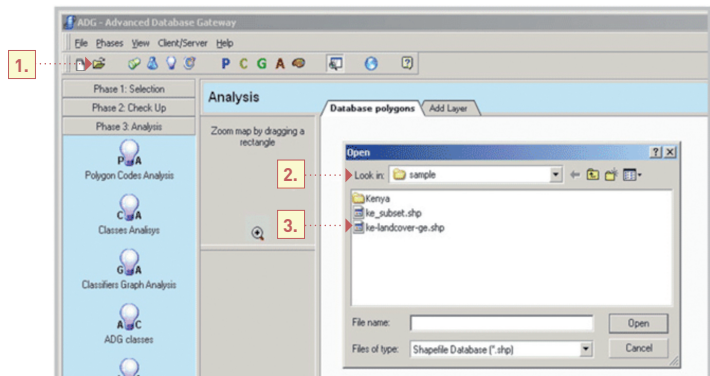 ADG - Advanced Database Gateway
File Phases View Client/Server Help
1.
P C G A
Phase 1: Selection
Phase 2: Check Up
Phase 3: Analysis
P A
Polygon Codes Analysis
C A
Classes Analisys
G A
Classifiers Graph Analysis
A C
ADG classes
Analysis
Zoom map by dragging a
rectangle
Database polygons Add Layer
Open
2.
Look in: sample
Kenya
ke_subset.shp
3.
ke-landcover-ge.shp
File name: Open
Files of type: Shapefile Database (*.shp) Cancel